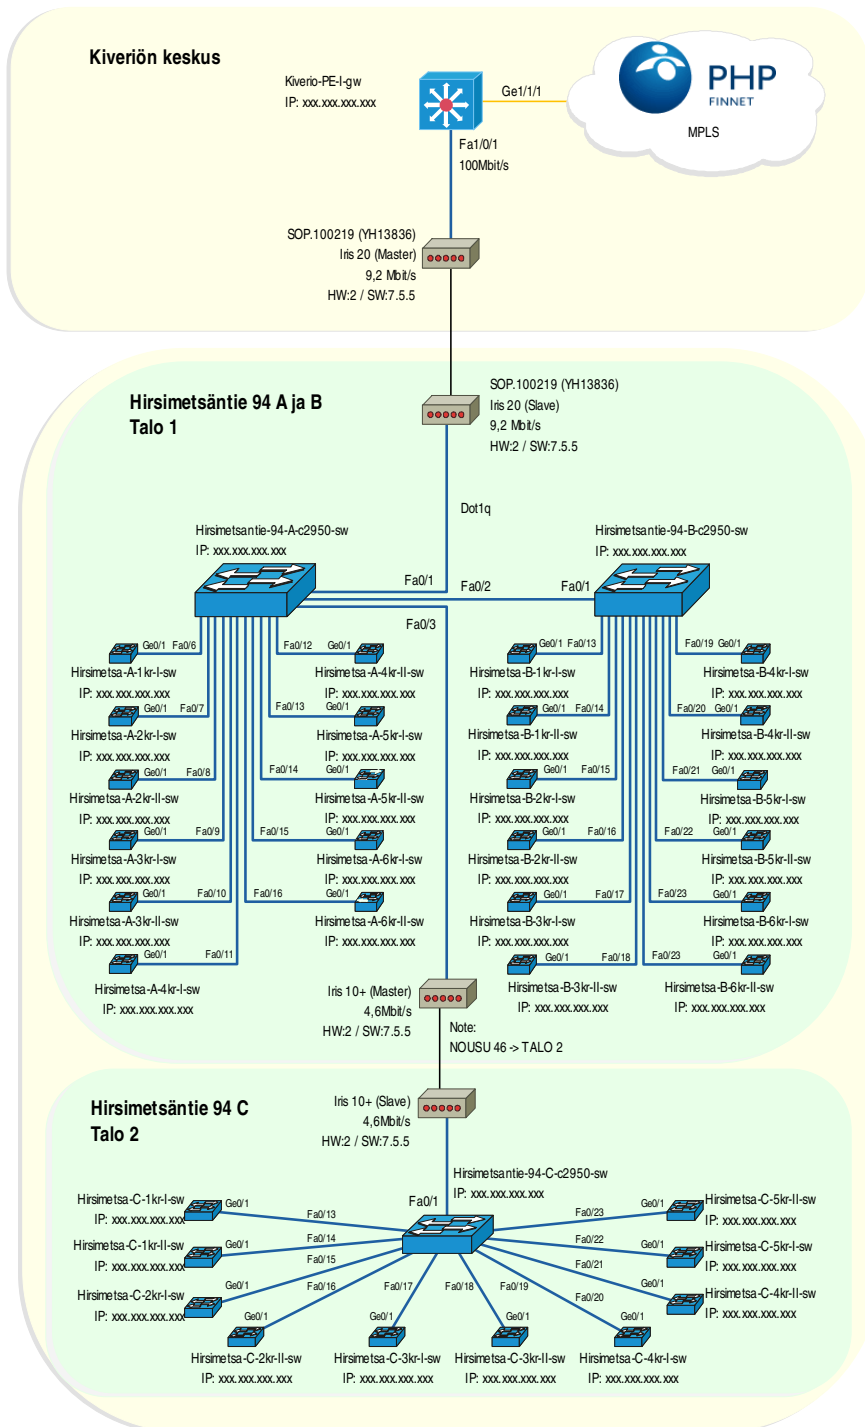 Kiveriön keskus
Kiverio-PE-I-gw
IP: xxx.xxx.xxx.xxx
Ge1/1/1
PHP
FINNET
MPLS
Fa1/0/1
100Mbit/s
SOP.100219 (YH13836)
Iris 20 (Master)
9,2 Mbit/s
HW:2 / SW:7.5.5
Hirsimetsäntie 94 A ja B
Talo 1
SOP.100219 (YH13836)
Iris 20 (Slave)
9,2 Mbit/s
HW:2 / SW:7.5.5
Dot1q
Hirsimetsantie-94-A-c2950-sw
IP: xxx.xxx.xxx.xxx
Hirsimetsantie-94-B-c2950-sw
IP: xxx.xxx.xxx.xxx
Fa0/1
Fa0/2
Fa0/1
Fa0/3
Ge0/1 Fa0/6
Hirsimetsa-A-1kr-I-sw
IP: xxx.xxx.xxx.xxx
Ge0/1 Fa0/7
Hirsimetsa-A-2kr-I-sw
IP: xxx.xxx.xxx.xxx
Ge0/1 Fa0/8
Hirsimetsa-A-2kr-II-sw
IP: xxx.xxx.xxx.xxx
Ge0/1 Fa0/9
Hirsimetsa-A-3kr-I-sw
IP: xxx.xxx.xxx.xxx
Ge0/1 Fa0/10
Hirsimetsa-A-3kr-II-sw
IP: xxx.xxx.xxx.xxx
Ge0/1 Fa0/11
Hirsimetsa-A-4kr-I-sw
IP: xxx.xxx.xxx.xxx
Fa0/12 Ge0/1
Hirsimetsa-A-4kr-II-sw
IP: xxx.xxx.xxx.xxx
Fa0/13 Ge0/1
Hirsimetsa-A-5kr-I-sw
IP: xxx.xxx.xxx.xxx
Fa0/14 Ge0/1
Hirsimetsa-A-5kr-II-sw
IP: xxx.xxx.xxx.xxx
Fa0/15 Ge0/1
Hirsimetsa-A-6kr-I-sw
IP: xxx.xxx.xxx.xxx
Fa0/16 Ge0/1
Hirsimetsa-A-6kr-II-sw
IP: xxx.xxx.xxx.xxx
Ge0/1 Fa0/13
Hirsimetsa-B-1kr-I-sw
IP: xxx.xxx.xxx.xxx
Ge0/1 Fa0/14
Hirsimetsa-B-1kr-II-sw
IP: xxx.xxx.xxx.xxx
Ge0/1 Fa0/15
Hirsimetsa-B-2kr-I-sw
IP: xxx.xxx.xxx.xxx
Ge0/1 Fa0/16
Hirsimetsa-B-2kr-II-sw
IP: xxx.xxx.xxx.xxx
Ge0/1 Fa0/17
Hirsimetsa-B-3kr-I-sw
IP: xxx.xxx.xxx.xxx
Ge0/1 Fa0/18
Hirsimetsa-B-3kr-II-sw
IP: xxx.xxx.xxx.xxx
Fa0/19 Ge0/1
Hirsimetsa-B-4kr-I-sw
IP: xxx.xxx.xxx.xxx
Fa0/20 Ge0/1
Hirsimetsa-B-4kr-II-sw
IP: xxx.xxx.xxx.xxx
Fa0/21 Ge0/1
Hirsimetsa-B-5kr-I-sw
IP: xxx.xxx.xxx.xxx
Fa0/22 Ge0/1
Hirsimetsa-B-5kr-II-sw
IP: xxx.xxx.xxx.xxx
Fa0/23 Ge0/1
Hirsimetsa-B-6kr-I-sw
IP: xxx.xxx.xxx.xxx
Fa0/23 Ge0/1
Hirsimetsa-B-6kr-II-sw
IP: xxx.xxx.xxx.xxx
Iris 10+ (Master)
4,6Mbit/s
HW:2 / SW:7.5.5
Note:
NOUSU 46 -> TALO 2
Hirsimetsäntie 94 C
Talo 2
Iris 10+ (Slave)
4,6Mbit/s
HW:2 / SW:7.5.5
Hirsimetsantie-94-C-c2950-sw
IP: xxx.xxx.xxx.xxx
Fa0/1
Hirsimetsa-C-1kr-I-sw
IP: xxx.xxx.xxx.xxx
Ge0/1 Fa0/13
Hirsimetsa-C-1kr-II-sw
IP: xxx.xxx.xxx.xxx
Ge0/1 Fa0/14
Hirsimetsa-C-2kr-I-sw
IP: xxx.xxx.xxx.xxx
Ge0/1 Fa0/15
Fa0/16
Ge0/1
Hirsimetsa-C-2kr-II-sw
IP: xxx.xxx.xxx.xxx
Fa0/17
Ge0/1
Hirsimetsa-C-3kr-I-sw
IP: xxx.xxx.xxx.xxx
Fa0/18
Ge0/1
Hirsimetsa-C-3kr-II-sw
IP: xxx.xxx.xxx.xxx
Fa0/19
Fa0/20
Ge0/1
Hirsimetsa-C-4kr-I-sw
IP: xxx.xxx.xxx.xxx
Fa0/21 Ge0/1
Hirsimetsa-C-4kr-II-sw
IP: xxx.xxx.xxx.xxx
Fa0/22 Ge0/1
Hirsimetsa-C-5kr-I-sw
IP: xxx.xxx.xxx.xxx
Fa0/23 Ge0/1
Hirsimetsa-C-5kr-II-sw
IP: xxx.xxx.xxx.xxx